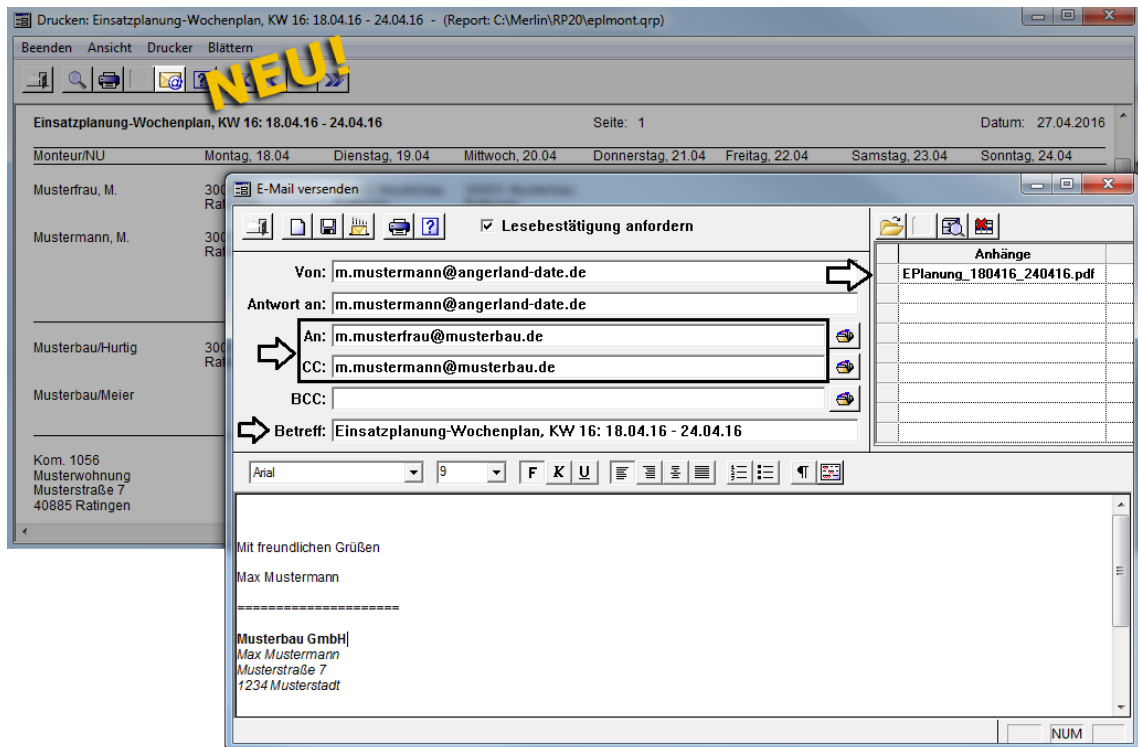 Drucken: Einsatzplanung-Wochenplan, KW 16: 18.04.16 - 24.04.16 - (Report: C:\Merlin\RP20\eplmont.qrp)
Beenden Ansicht Drucker Blättern
NEU!
Einsatzplanung-Wochenplan, KW 16: 18.04.16 - 24.04.16 Seite: 1 Datum: 27.04.2016
Monteur/NU Montag, 18.04 Dienstag, 19.04 Mittwoch, 20.04 Donnerstag, 21.04 Freitag, 22.04 Samstag, 23.04 Sonntag, 24.04
Musterfrau, M.
Mustermann, M.
Musterbau/Hurtig
Musterbau/Meier
Kom. 1056
Musterwohnung
Musterstraße 7
40885 Ratingen
E-Mail versenden
Lesebestätigung anfordern
Anhänge
EPlanung_180416_240416.pdf
Von: m.mustermann@angerland-date.de
Antwort an: m.mustermann@angerland-date.de
An: m.musterfrau@musterbau.de
CC: m.mustermann@musterbau.de
BCC:
Betreff: Einsatzplanung-Wochenplan, KW 16: 18.04.16 - 24.04.16
Arial 9 F K U
Mit freundlichen Grüßen
Max Mustermann
=====================
Musterbau GmbH
Max Mustermann
Musterstraße 7
1234 Musterstadt
NUM